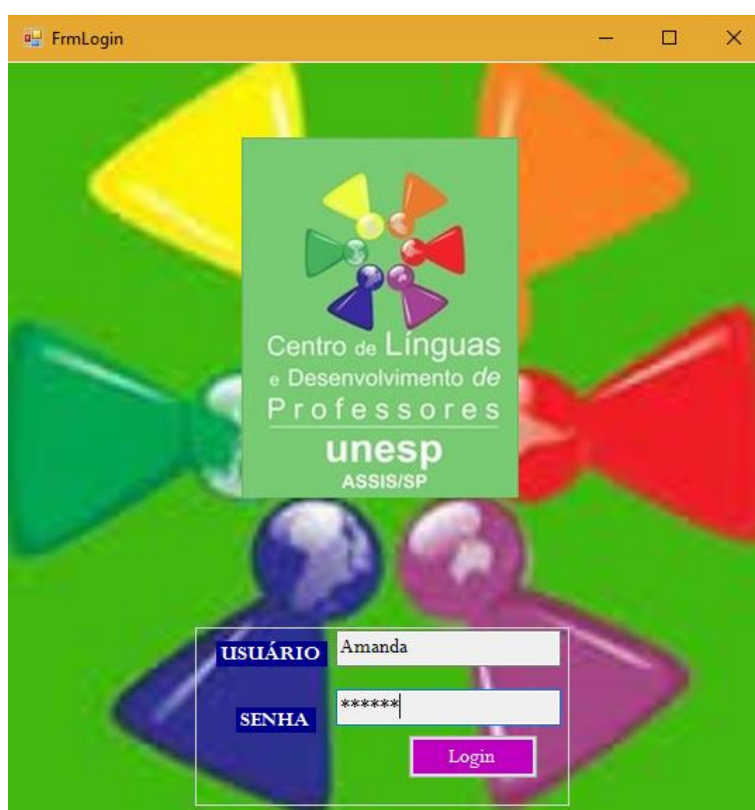 FrmLogin
Centro de Línguas
e Desenvolvimento de
Professores
unesp
ASSIS/SP
USUÁRIO Amanda
SENHA ******
Login